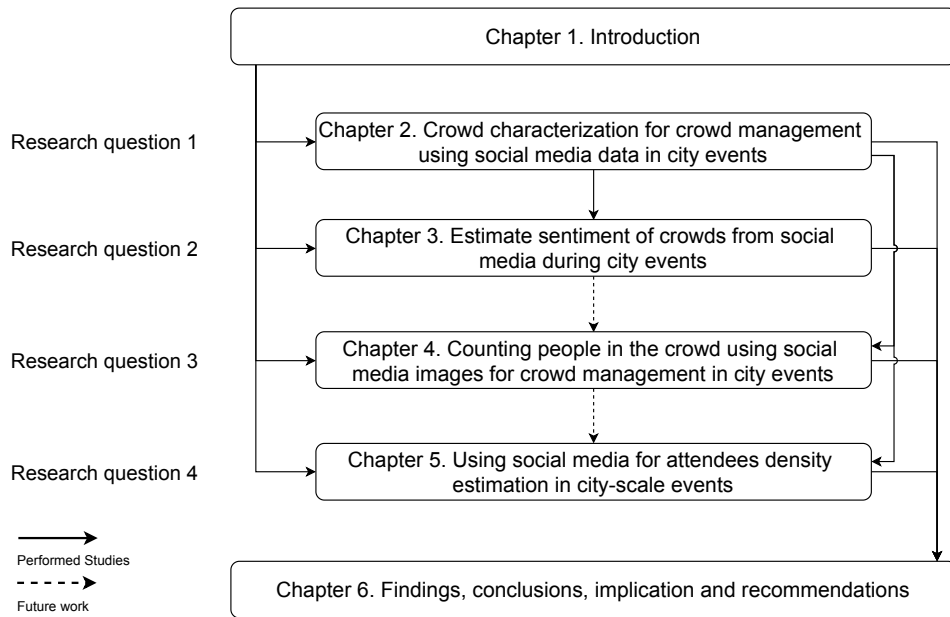 Chapter 1. Introduction
Research question 1
Chapter 2. Crowd characterization for crowd management
using social media data in city events
Research question 2
Chapter 3. Estimate sentiment of crowds from social
media during city events
Research question 3
Chapter 4. Counting people in the crowd using social
media images for crowd management in city events
Research question 4
Chapter 5. Using social media for attendees density
estimation in city-scale events
Performed Studies
Future work
Chapter 6. Findings, conclusions, implication and recommendations